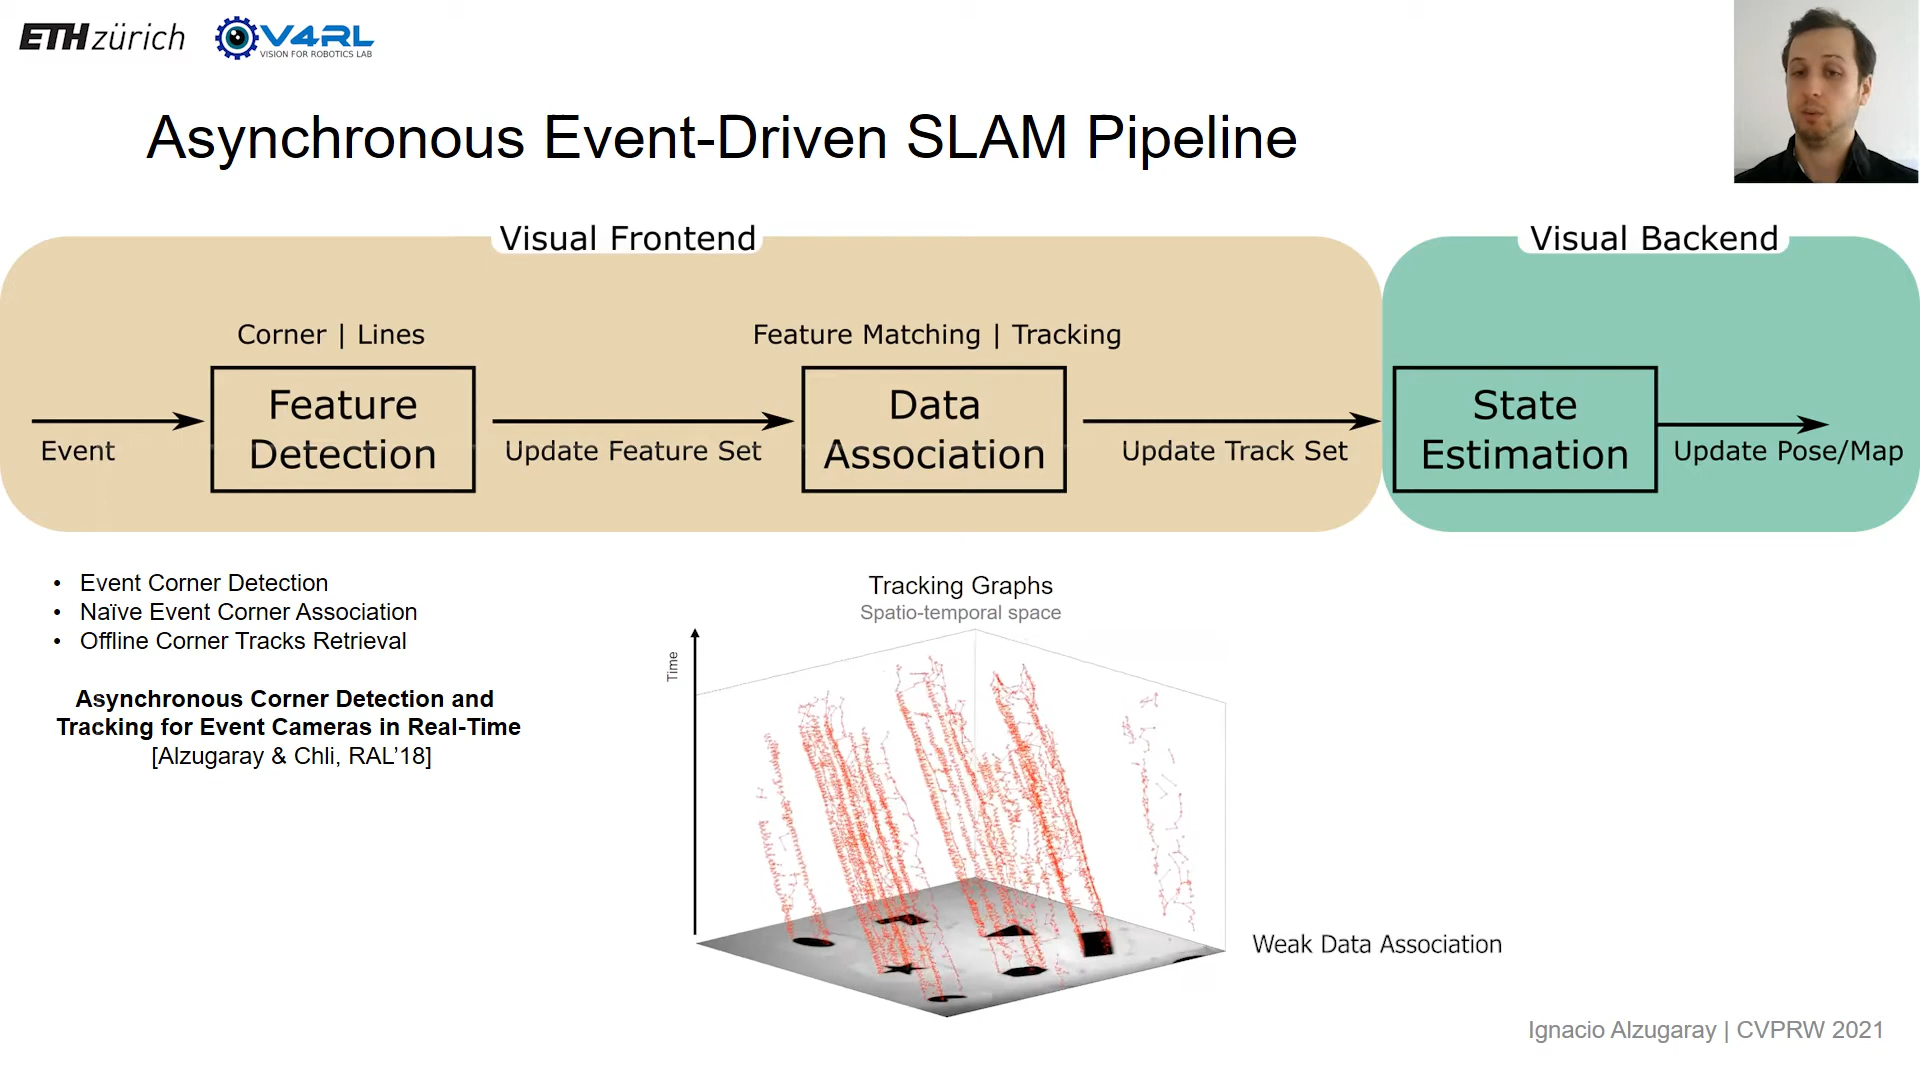 ETH zürich
V4RL
VISION FOR ROBOTICS LAB
Asynchronous Event-Driven SLAM Pipeline
Visual Frontend
Visual Backend
Corner | Lines
Feature Matching | Tracking
Event
Feature
Detection
Update Feature Set
Data
Association
Update Track Set
State
Estimation
Update Pose/Map
• Event Corner Detection
• Naïve Event Corner Association
• Offline Corner Tracks Retrieval
Asynchronous Corner Detection and
Tracking for Event Cameras in Real-Time
[Alzugaray & Chli, RAL’18]
Tracking Graphs
Spatio-temporal space
Time
Weak Data Association
Ignacio Alzugaray | CVPRW 2021